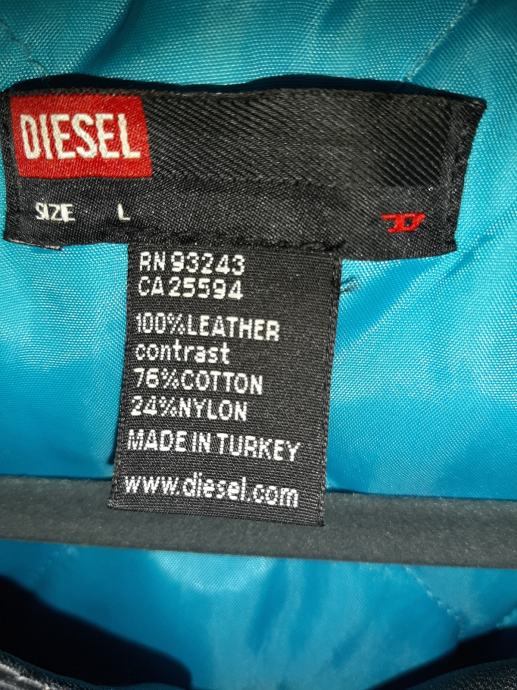 DIESEL
SIZE L
RN 93243
CA 25594
100%LEATHER
contrast
76%COTTON
24%NYLON
MADE IN TURKEY
www.diesel.com